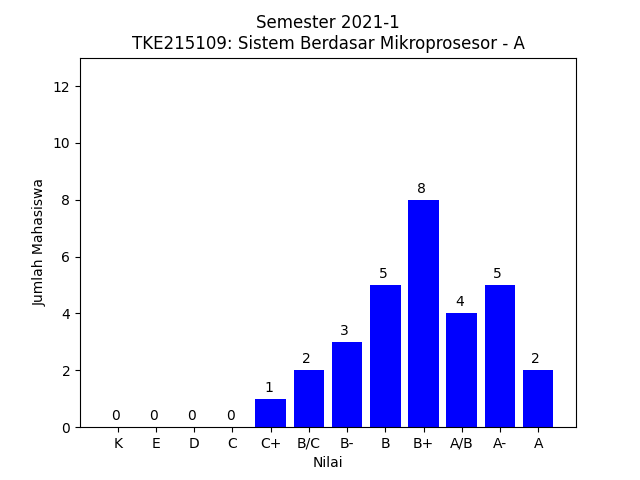 Semester 2021-1
TKE215109: Sistem Berdasar Mikroprosesor - A
12
10
8
6
4
2
0
Jumlah Mahasiswa
0 0 0 0 1 2 3 5 8 4 5 2
K E D C C+ B/C B- B B+ A/B A- A
Nilai